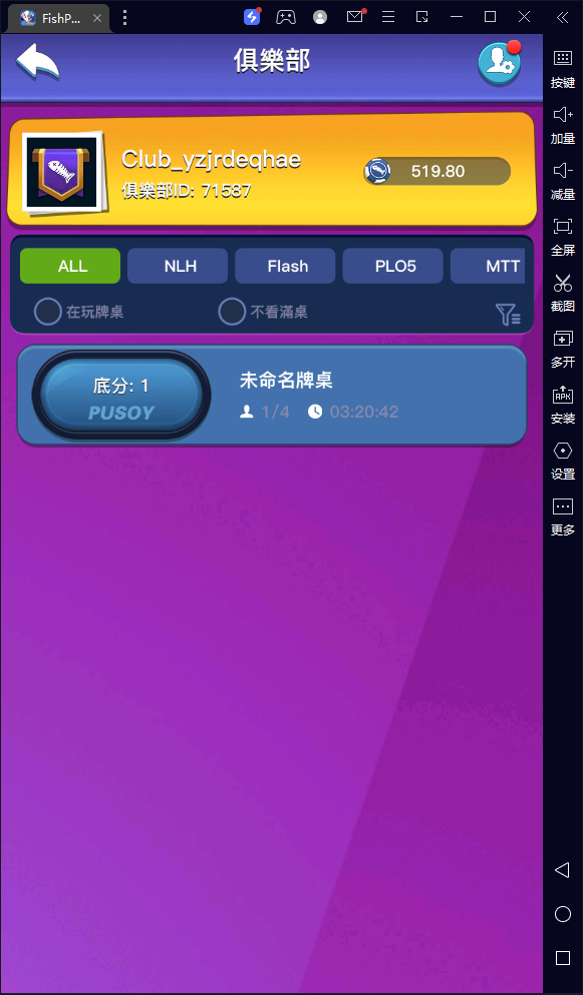 FishP...
俱樂部
Club_yzjrdeqhae
519.80
俱樂部ID: 71587
ALL NLH Flash PLO5 MTT
在玩牌桌 不看滿桌
底分: 1
PUSOY
未命名牌桌
1/4 03:20:42
按键
加量
减量
全屏
截图
多开
APK
安装
设置
更多